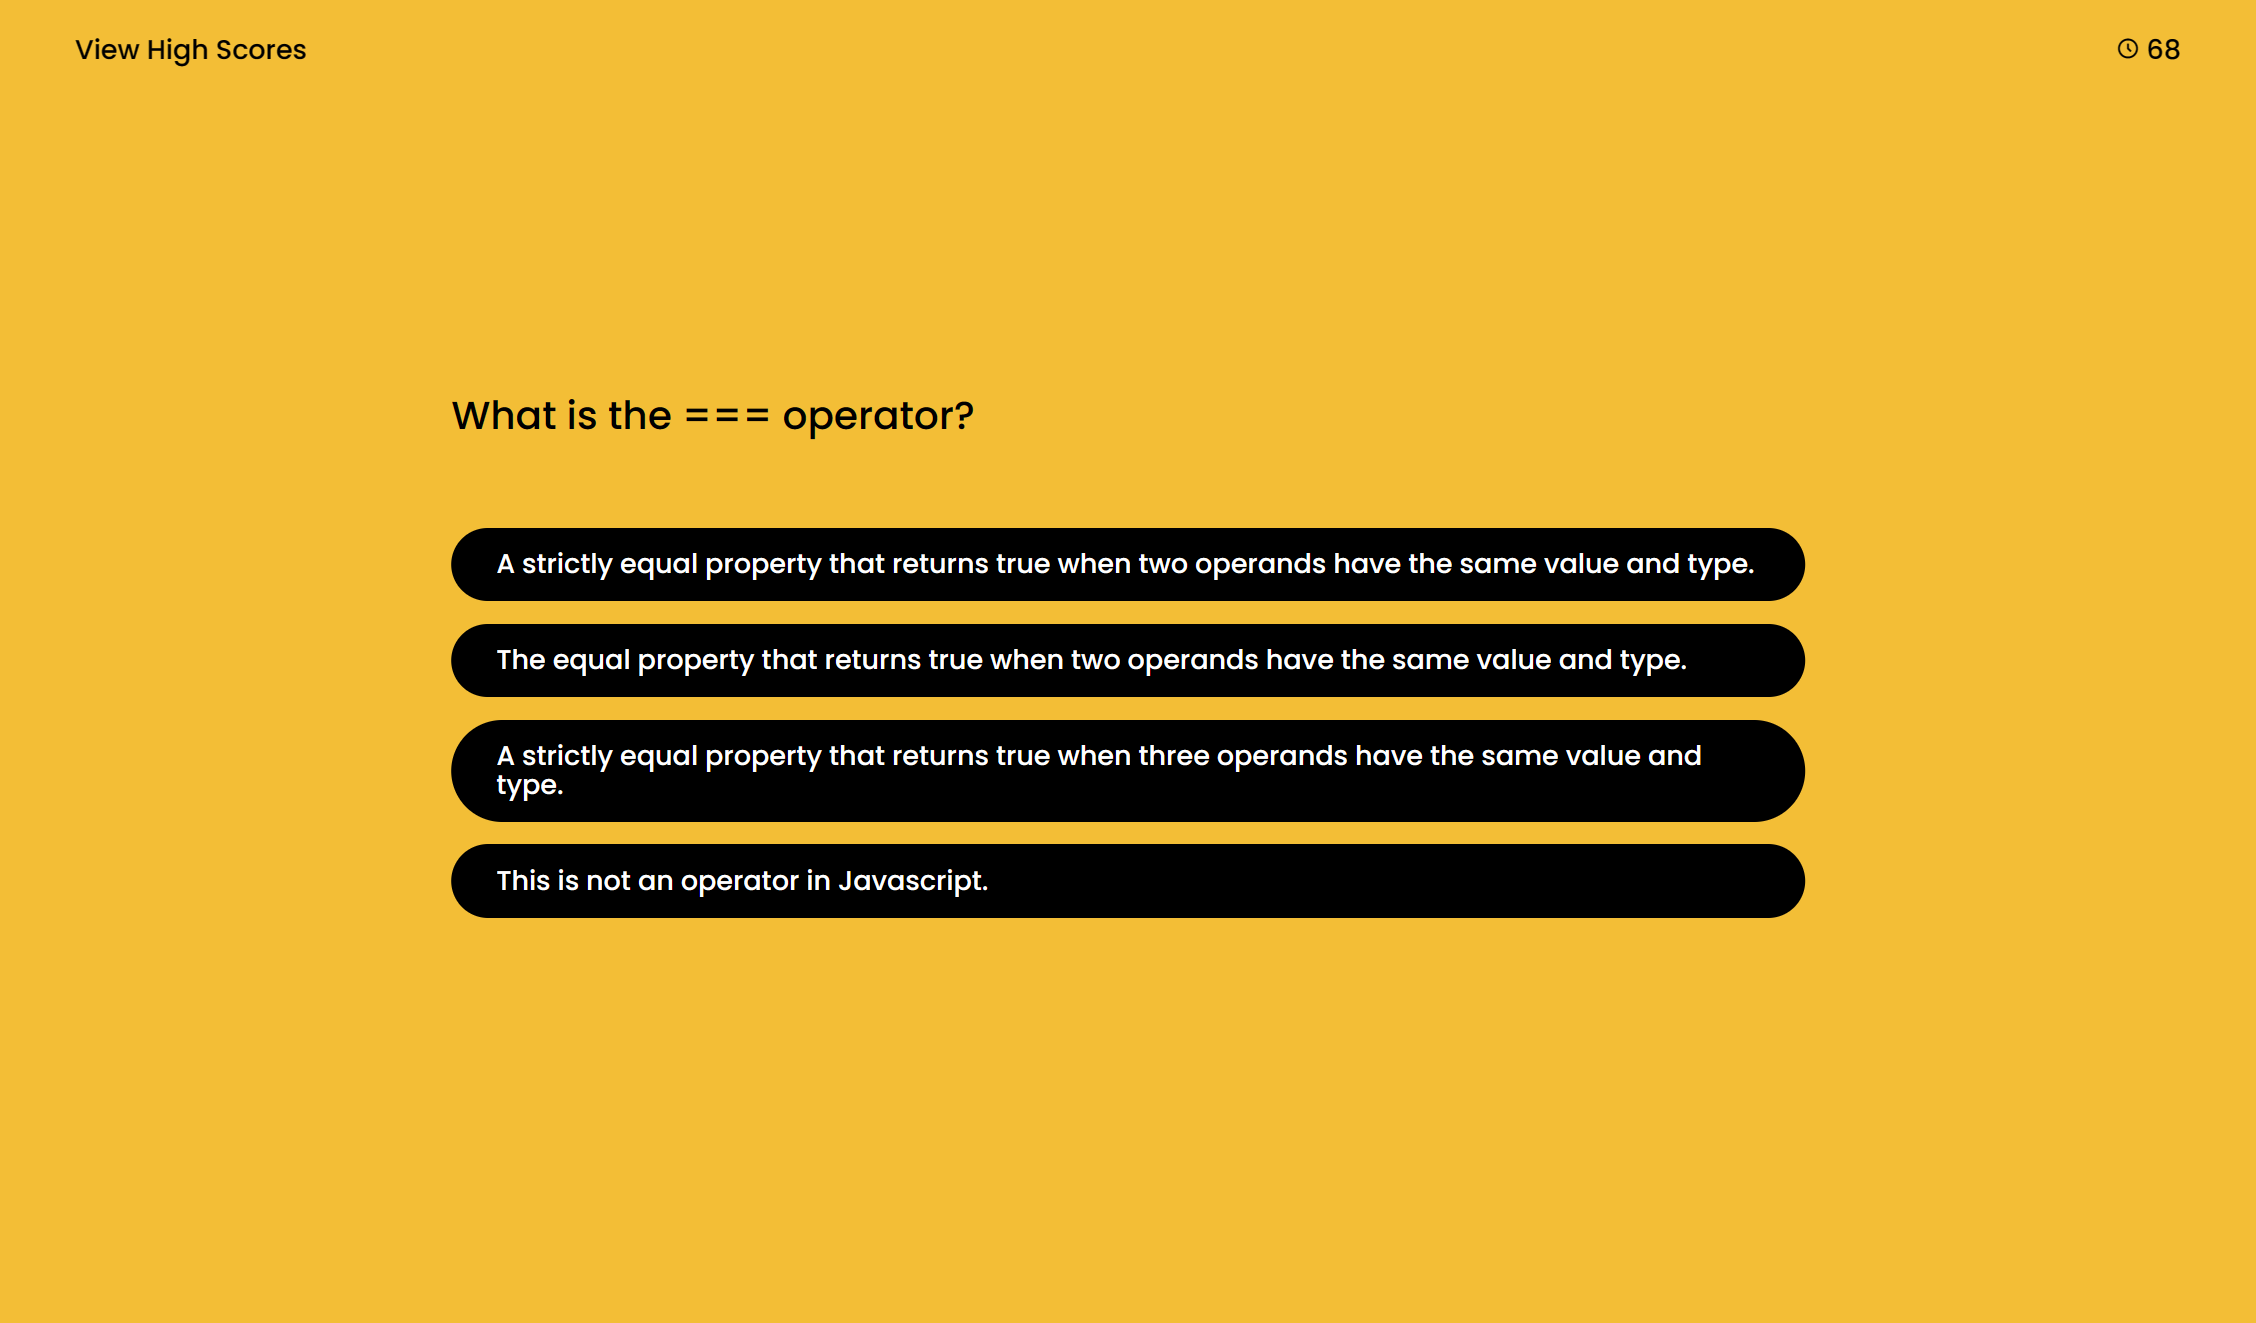 View High Scores
68
What is the === operator?
A strictly equal property that returns true when two operands have the same value and type.
The equal property that returns true when two operands have the same value and type.
A strictly equal property that returns true when three operands have the same value and
type.
This is not an operator in Javascript.